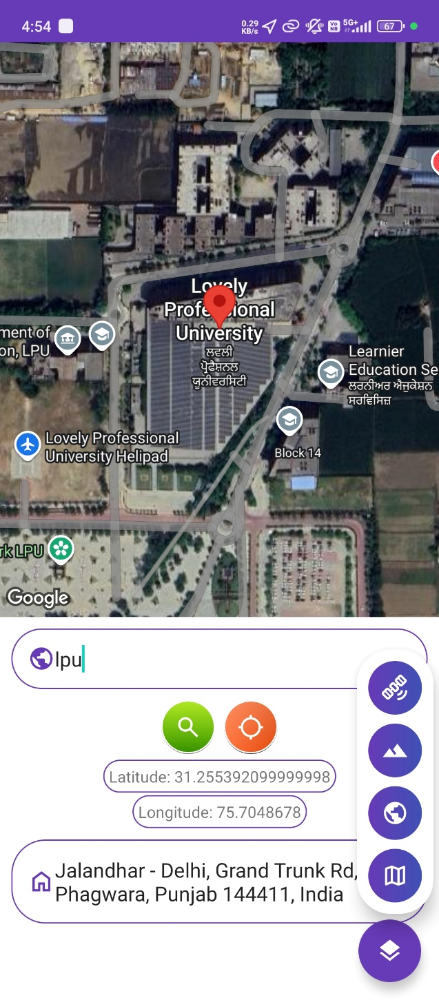 4:54
0.29
KB/s
Vo
NR
5G+
67
Lovely
Professional
University
ਲਵਲੀ
ਪ੍ਰੋਫੈਸ਼ਨਲ
ਯੂਨੀਵਰਸਿਟੀ
ment of
on, LPU
Learnier
Education Se
ਲਰਨੀਅਰ ਐਜੂਕੇਸ਼ਨ
ਸਰਵਿਸਿਜ਼
Lovely Professional
University Helipad
Block 14
rk LPU
Google
lpu
Latitude: 31.255392099999998
Longitude: 75.7048678
Jalandhar - Delhi, Grand Trunk Rd,
Phagwara, Punjab 144411, India